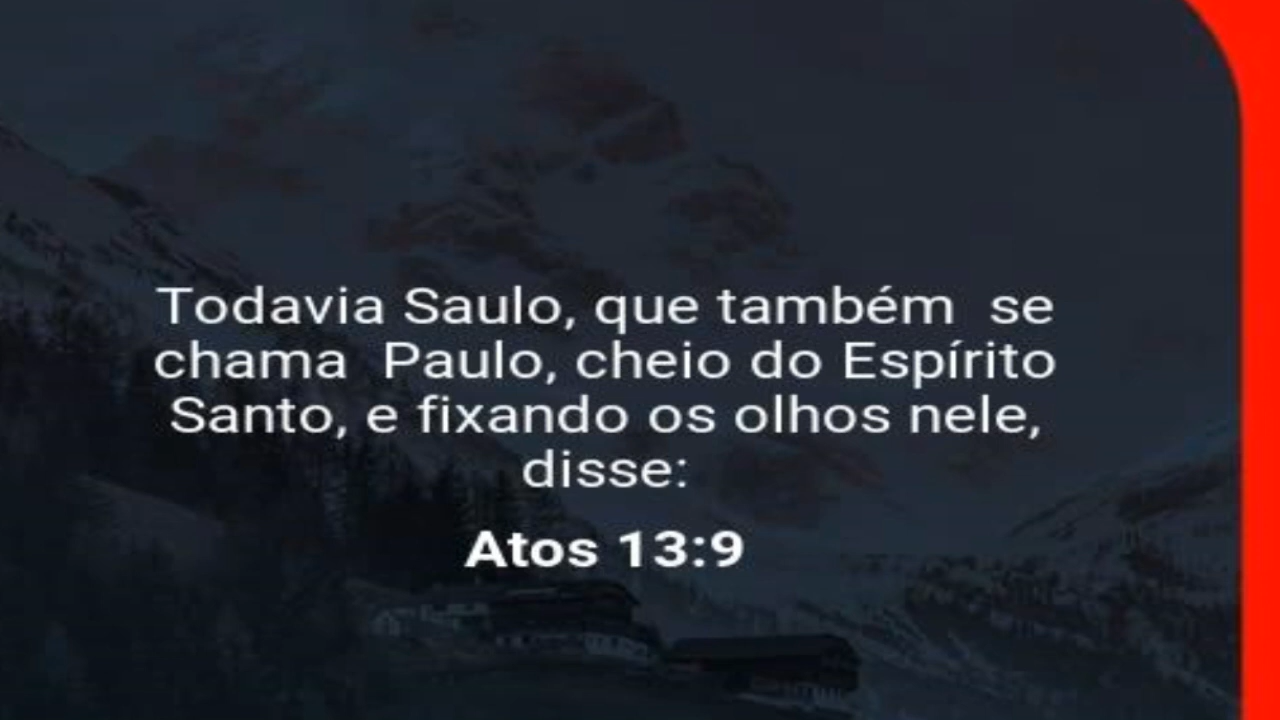 Todavia Saulo, que também  se
chama  Paulo, cheio do Espírito
Santo, e fixando os olhos nele,
disse:
Atos 13:9